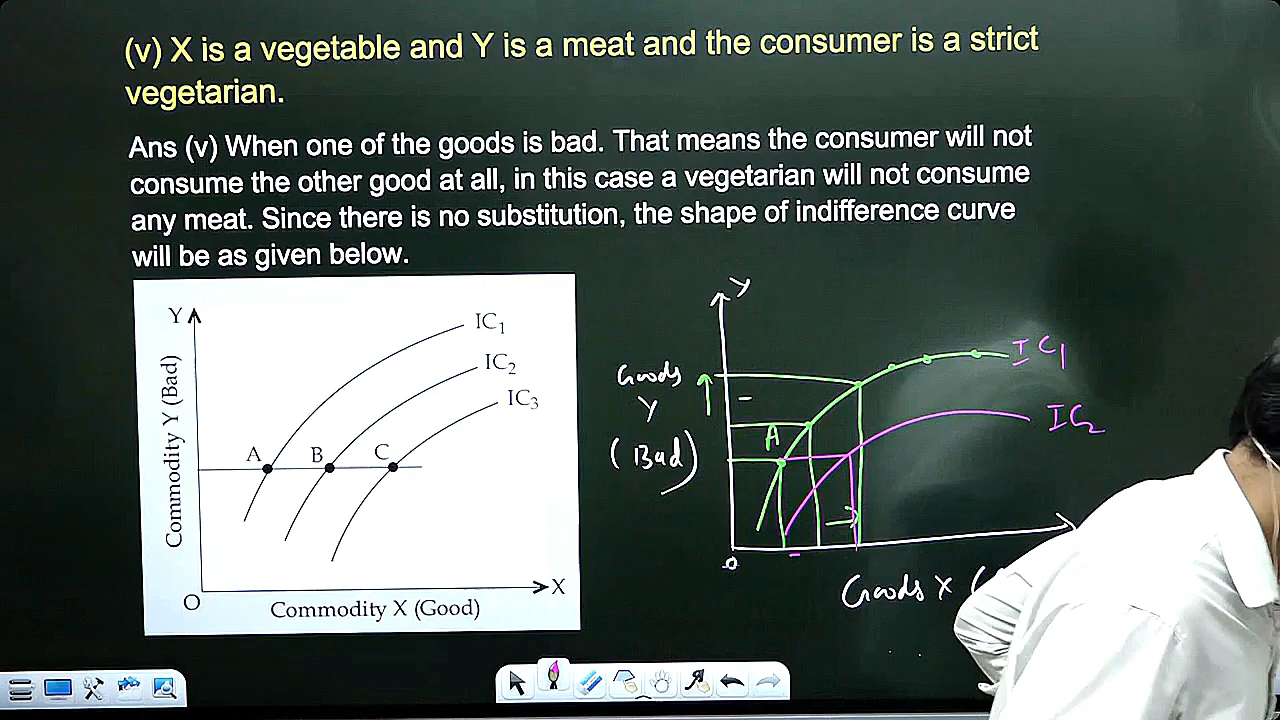 (v) X is a vegetable and Y is a meat and the consumer is a strict
vegetarian.
Ans (v) When one of the goods is bad. That means the consumer will not
consume the other good at all, in this case a vegetarian will not consume
any meat. Since there is no substitution, the shape of indifference curve
will be as given below.
Y
IC1
IC2
IC3
Commodity Y (Bad)
A B C
O
X
Commodity X (Good)
Y
Goods
Y
(Bad)
A
IC1
IC2
0
Goods X (